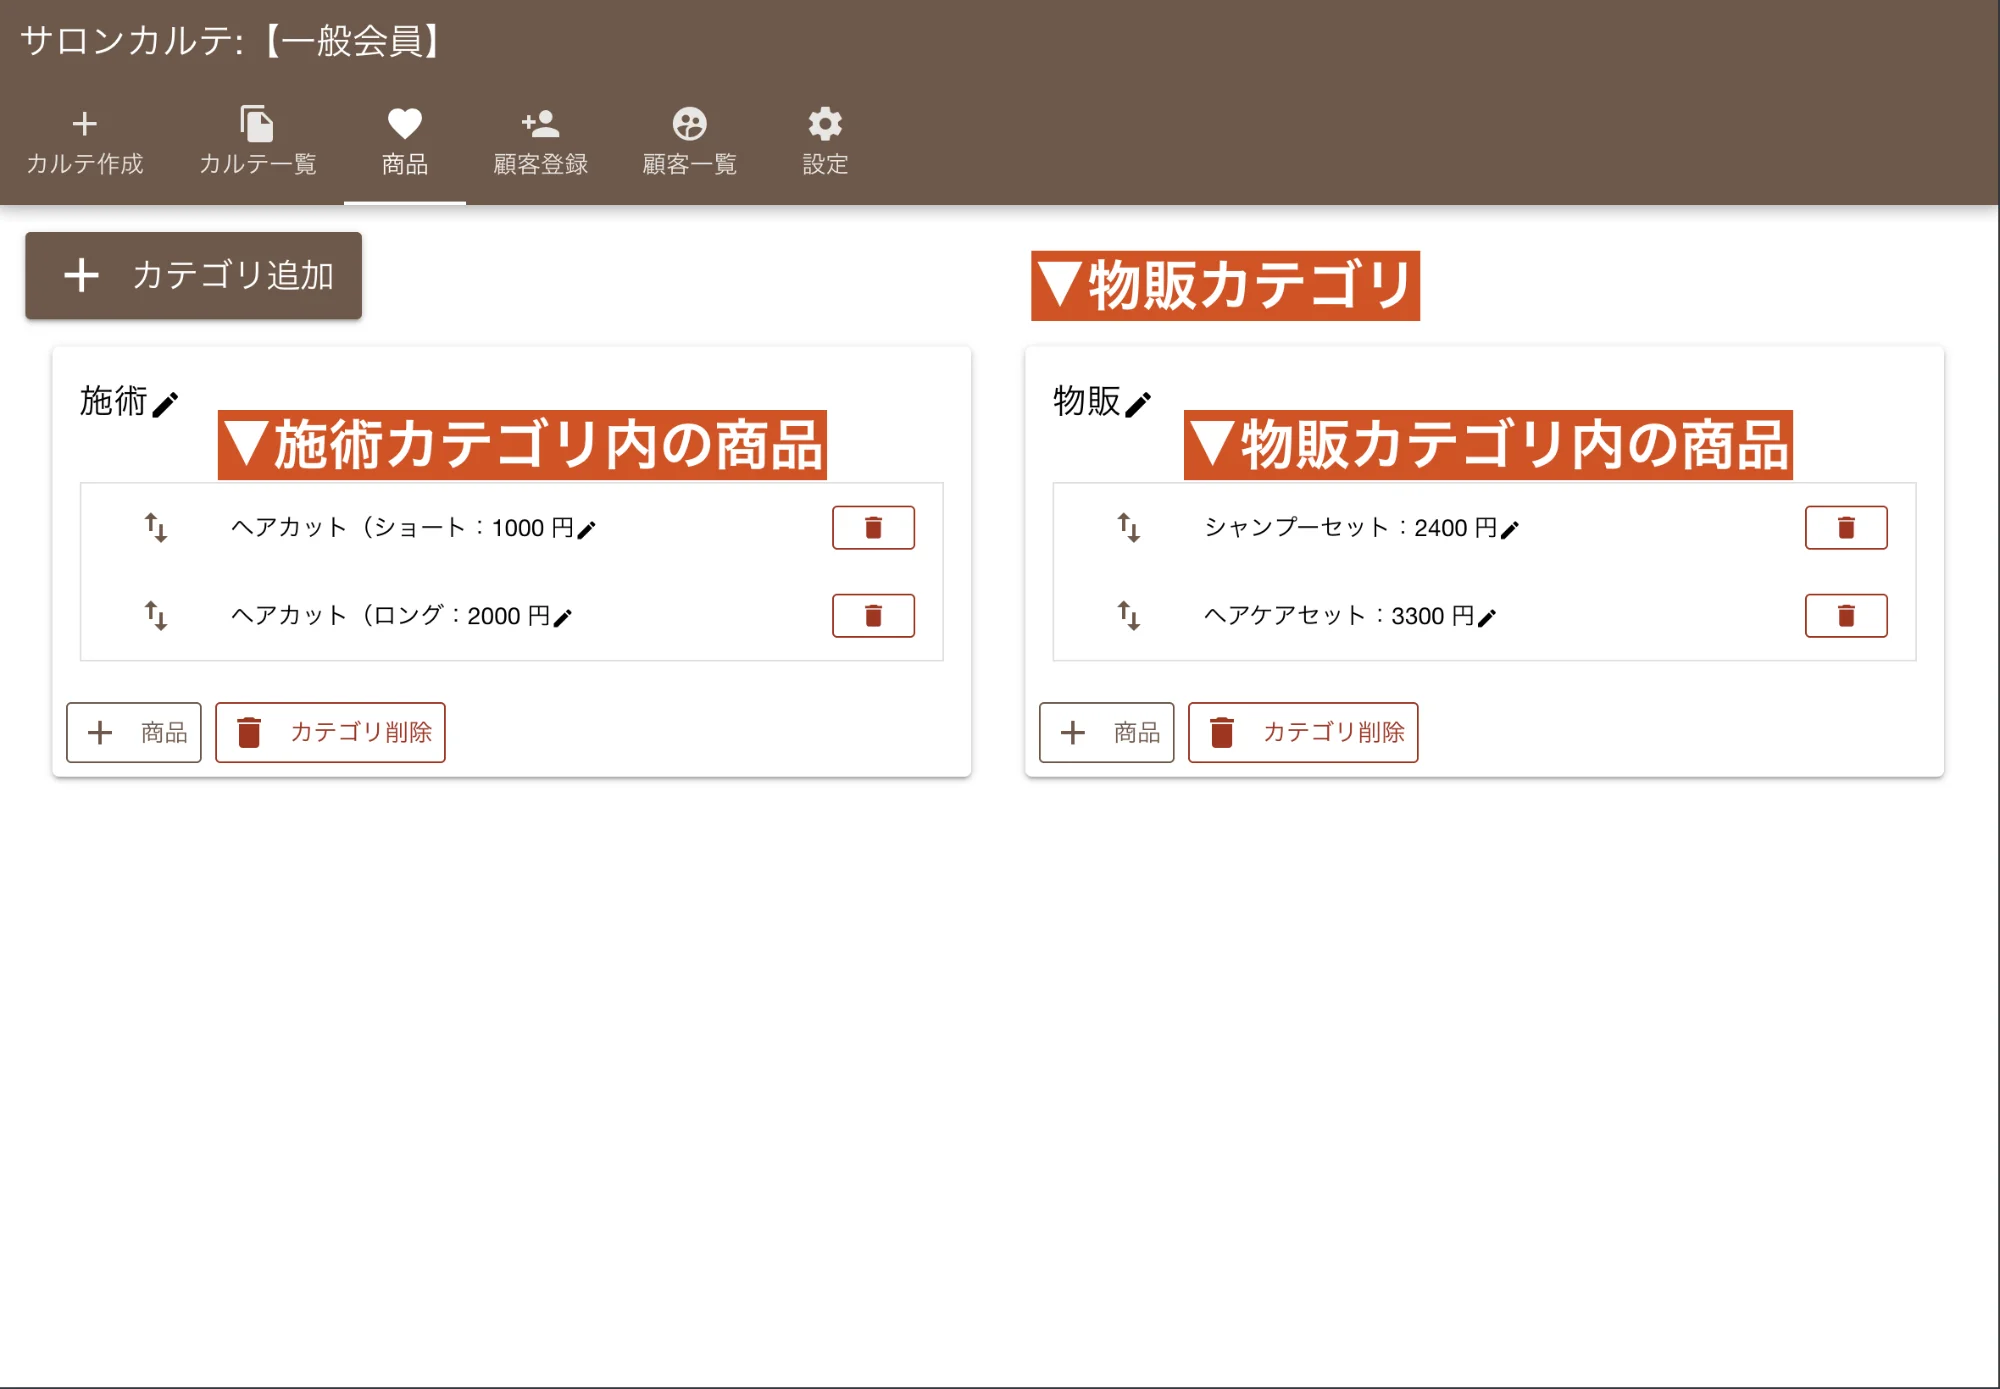 サロンカルテ:【一般会員】
カルテ作成
カルテ一覧
商品
顧客登録
顧客一覧
設定
カテゴリ追加
▼物販カテゴリ
施術
▼施術カテゴリ内の商品
ヘアカット（ショート：1000 円
ヘアカット（ロング：2000 円
商品
カテゴリ削除
物販
▼物販カテゴリ内の商品
シャンプーセット：2400 円
ヘアケアセット：3300 円
商品
カテゴリ削除